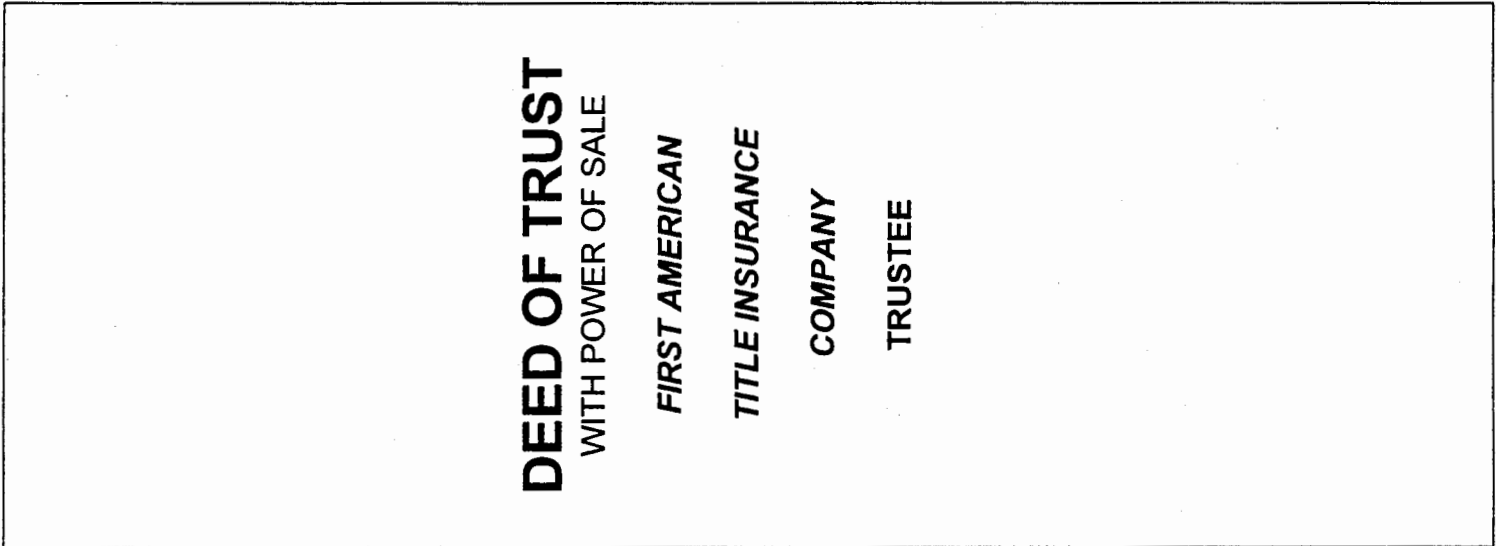 DEED OF TRUST
WITH POWER OF SALE
FIRST AMERICAN
TITLE INSURANCE
COMPANY
TRUSTEE